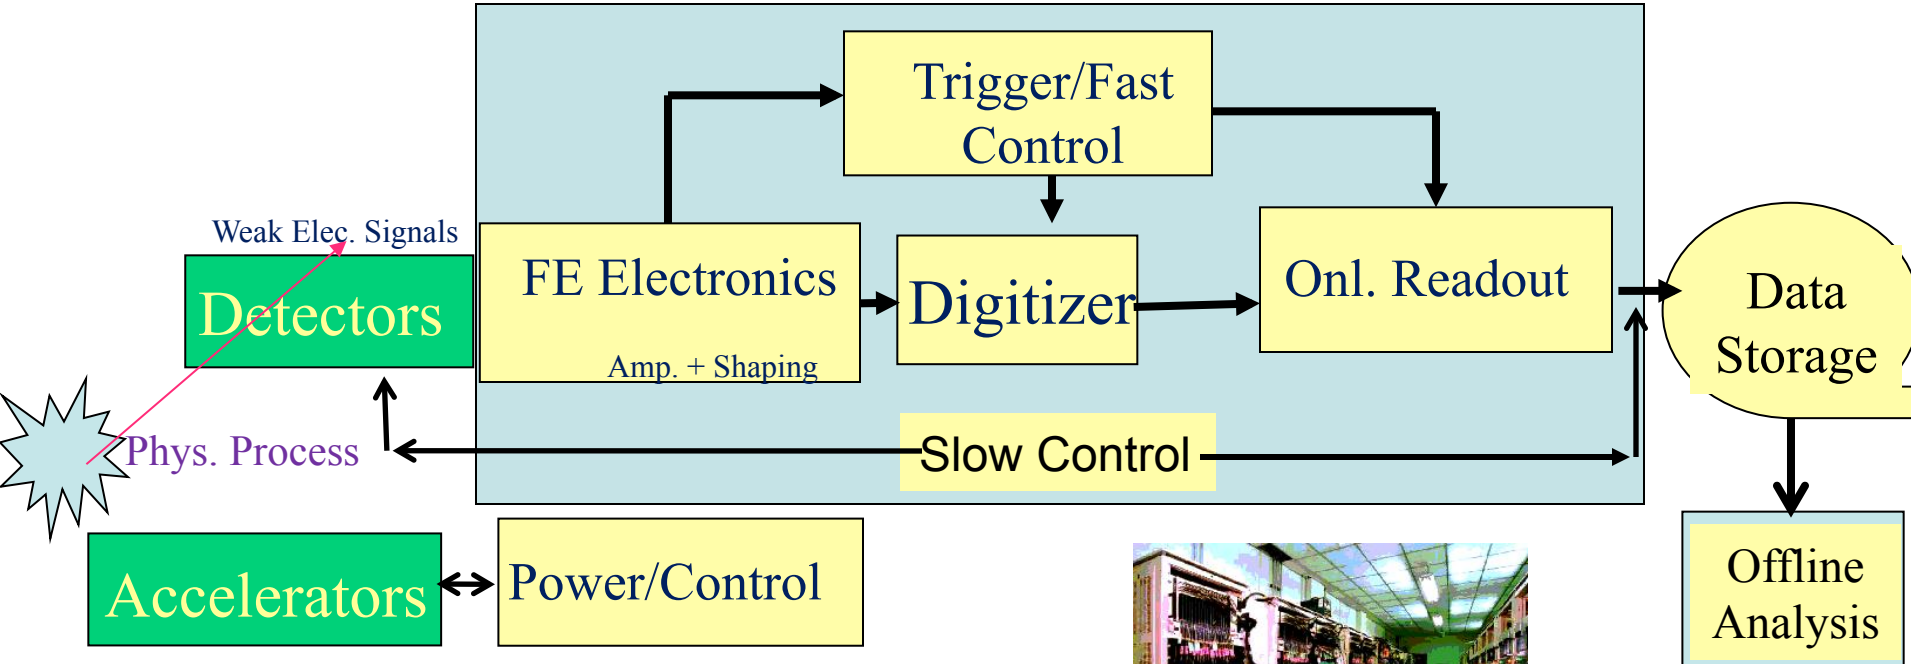 Trigger/Fast
Control
Weak Elec. Signals
Detectors
FE Electronics
Amp. + Shaping
Digitizer
Onl. Readout
Data
Storage
Phys. Process
Slow Control
Accelerators
Power/Control
Offline
Analysis